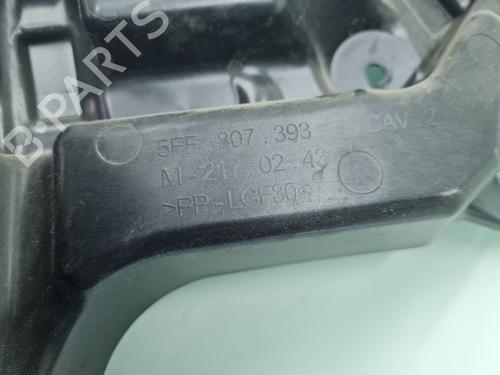 5FF 807 393
CAV 2
M-217.02.43
>PP-LGF30<
B-Parts